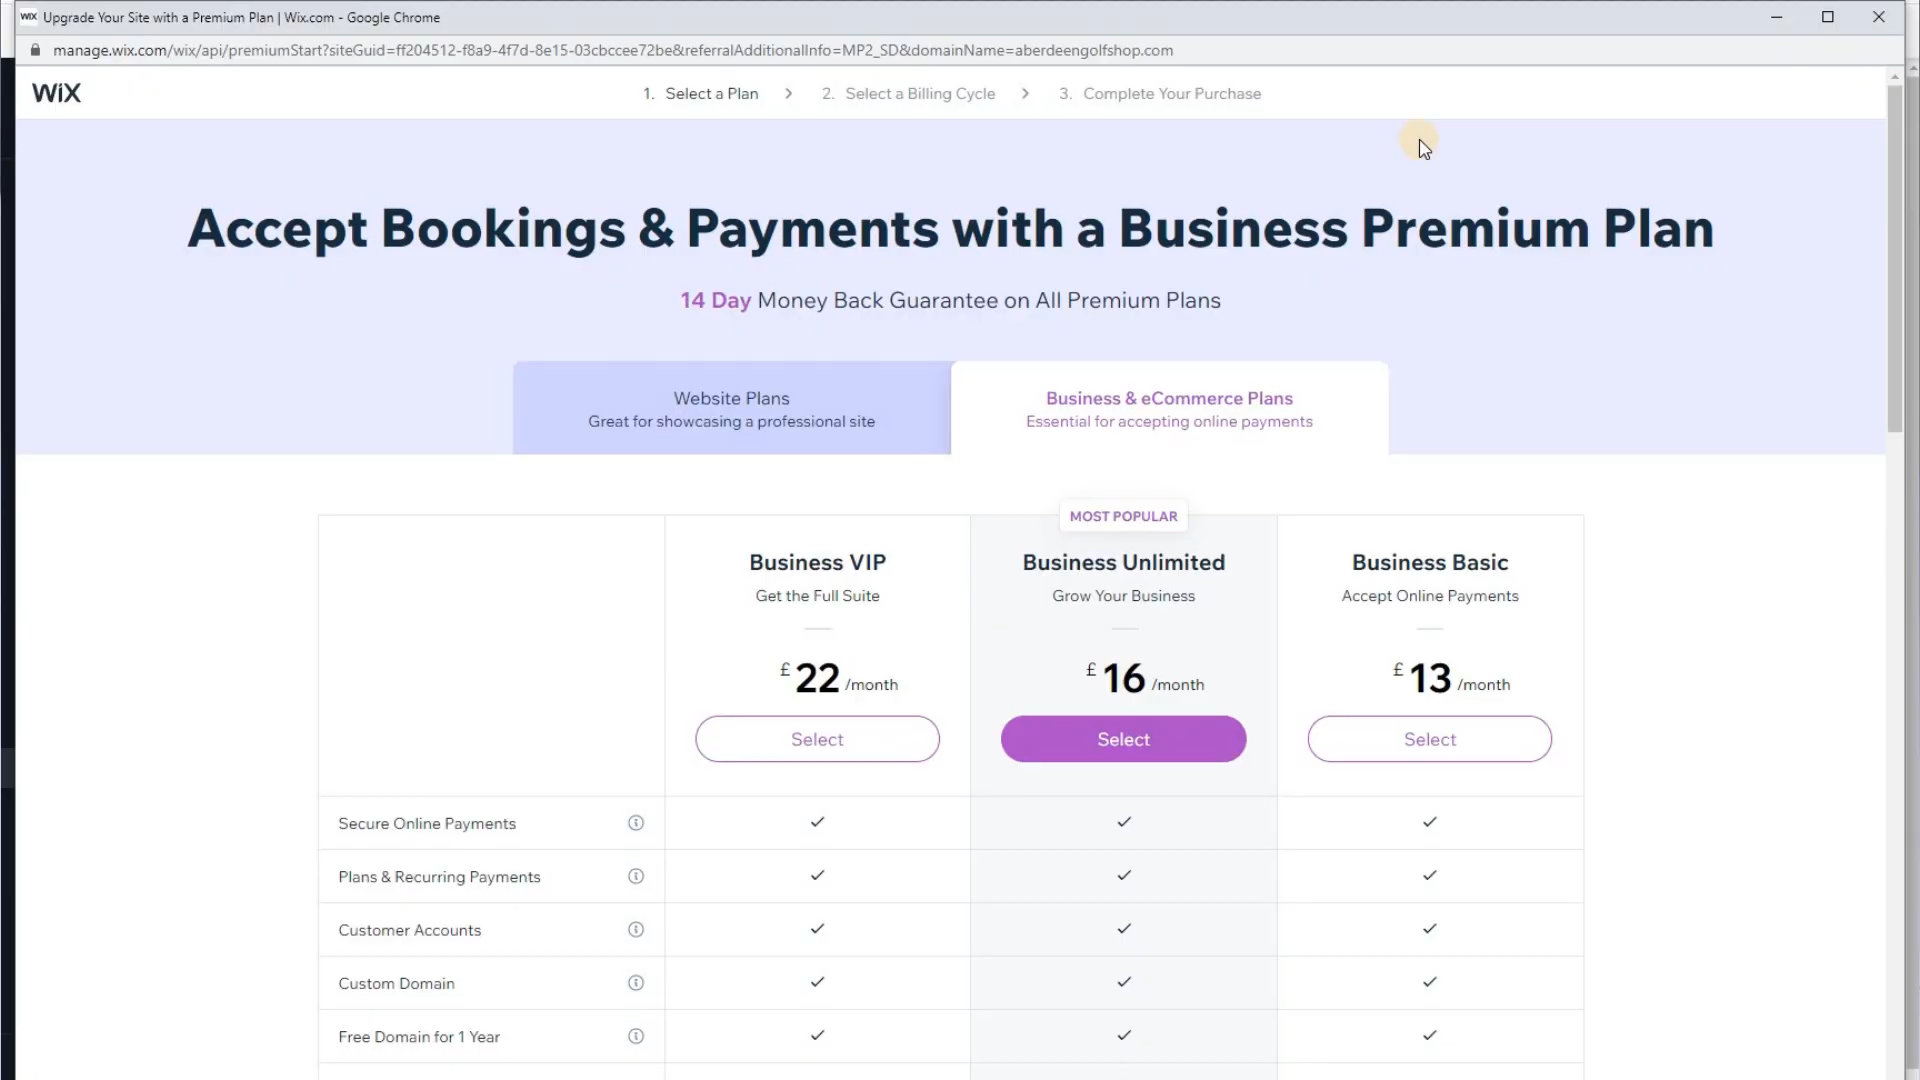 WIX Upgrade Your Site with a Premium Plan | Wix.com - Google Chrome
manage.wix.com/wix/api/premiumStart?siteGuid=ff204512-f8a9-4f7d-8e15-03cbccee72be&referralAdditionalInfo=MP2_SD&domainName=aberdeengolfshop.com
WiX 1. Select a Plan 2. Select a Billing Cycle 3. Complete Your Purchase
Accept Bookings & Payments with a Business Premium Plan
14 Day Money Back Guarantee on All Premium Plans
Website Plans
Great for showcasing a professional site
Business & eCommerce Plans
Essential for accepting online payments
MOST POPULAR
Business VIP Business Unlimited Business Basic
Get the Full Suite Grow Your Business Accept Online Payments
£ 22 /month £ 16 /month £ 13 /month
Select Select Select
Secure Online Payments
Plans & Recurring Payments
Customer Accounts
Custom Domain
Free Domain for 1 Year